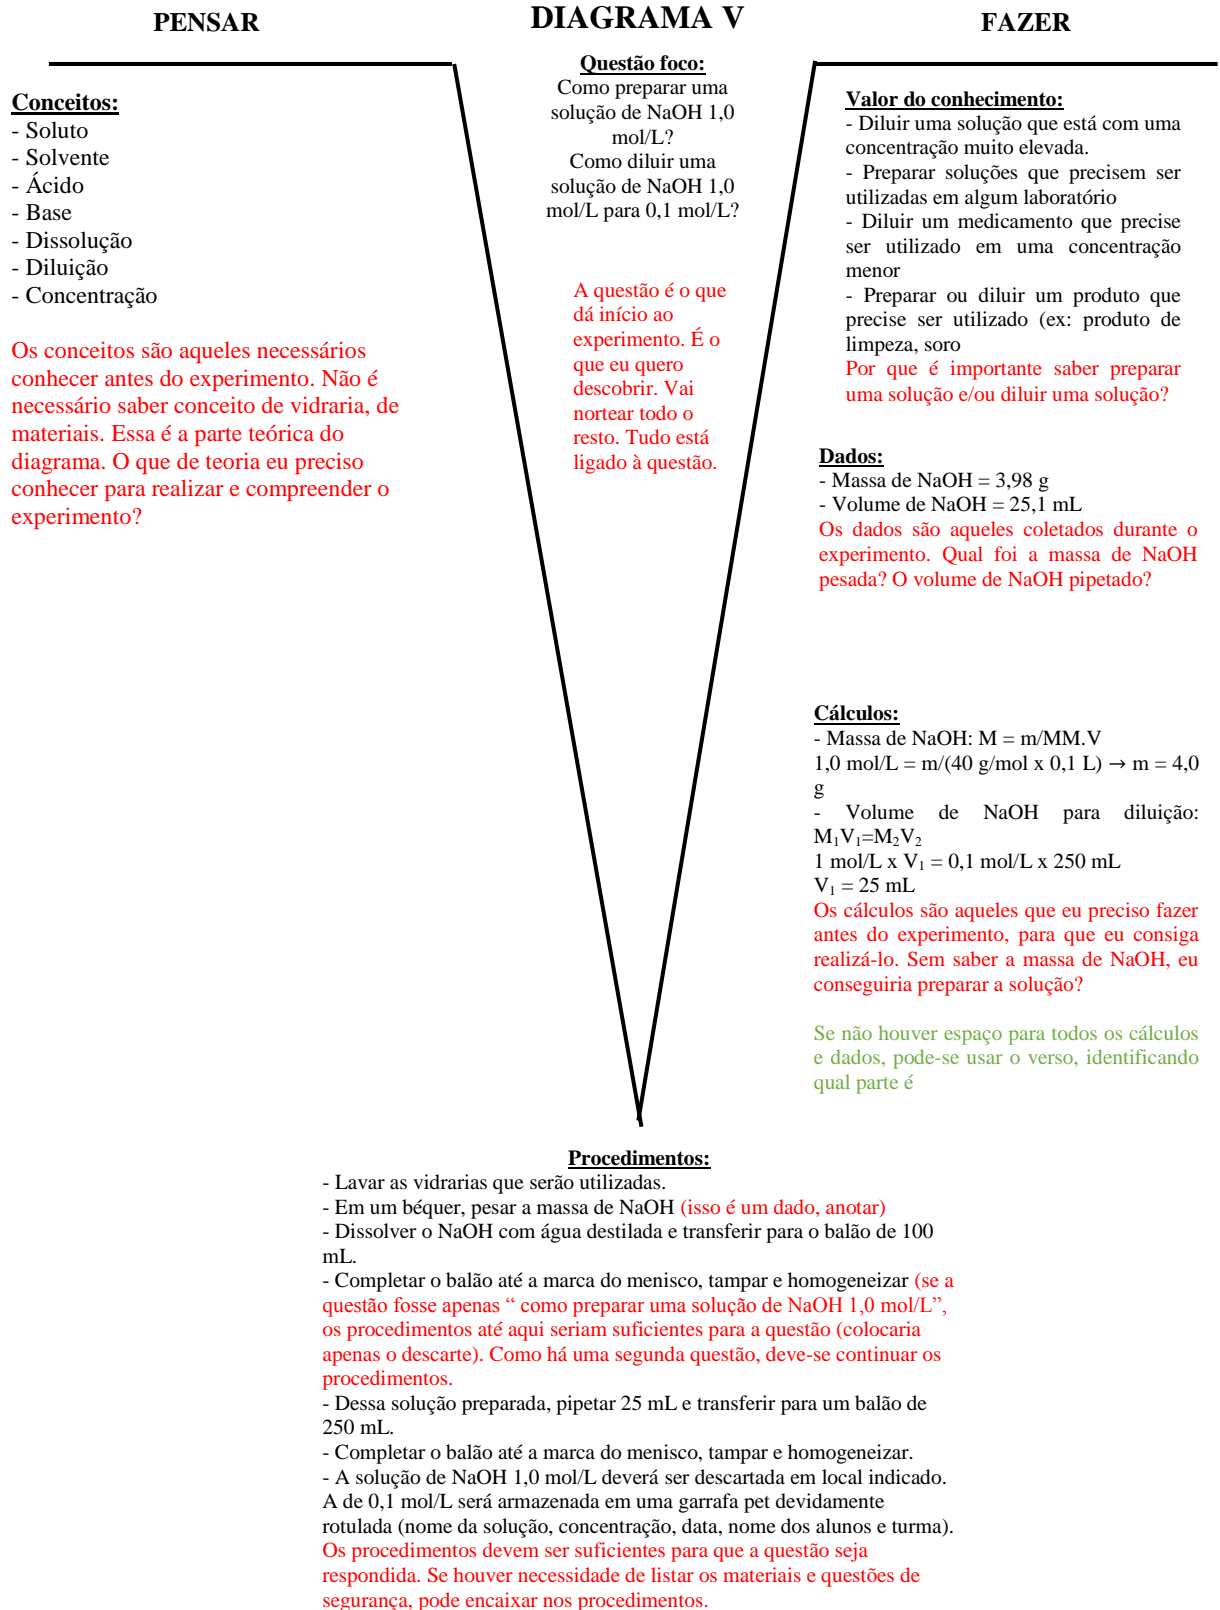 PENSAR
DIAGRAMA V
FAZER
Conceitos:
- Soluto
- Solvente
- Ácido
- Base
- Dissolução
- Diluição
- Concentração
Os conceitos são aqueles necessários
conhecer antes do experimento. Não é
necessário saber conceito de vidraria, de
materiais. Essa é a parte teórica do
diagrama. O que de teoria eu preciso
conhecer para realizar e compreender o
experimento?
Questão foco:
Como preparar uma
solução de NaOH 1,0
mol/L?
Como diluir uma
solução de NaOH 1,0
mol/L para 0,1 mol/L?
A questão é o que
dá início ao
experimento. É o
que eu quero
descobrir. Vai
nortear todo o
resto. Tudo está
ligado à questão.
Valor do conhecimento:
- Diluir uma solução que está com uma
concentração muito elevada.
- Preparar soluções que precisem ser
utilizadas em algum laboratório
- Diluir um medicamento que precise
ser utilizado em uma concentração
menor
- Preparar ou diluir um produto que
precise ser utilizado (ex: produto de
limpeza, soro
Por que é importante saber preparar
uma solução e/ou diluir uma solução?
Dados:
- Massa de NaOH = 3,98 g
- Volume de NaOH = 25,1 mL
Os dados são aqueles coletados durante o
experimento. Qual foi a massa de NaOH
pesada? O volume de NaOH pipetado?
Cálculos:
- Massa de NaOH: M = m/MM.V
1,0 mol/L = m/(40 g/mol x 0,1 L) → m = 4,0
g
- Volume de NaOH para diluição:
M₁V₁=M₂V₂
1 mol/L x V₁ = 0,1 mol/L x 250 mL
V₁ = 25 mL
Os cálculos são aqueles que eu preciso fazer
antes do experimento, para que eu consiga
realizá-lo. Sem saber a massa de NaOH, eu
conseguiria preparar a solução?
Se não houver espaço para todos os cálculos
e dados, pode-se usar o verso, identificando
qual parte é
Procedimentos:
- Lavar as vidrarias que serão utilizadas.
- Em um béquer, pesar a massa de NaOH (isso é um dado, anotar)
- Dissolver o NaOH com água destilada e transferir para o balão de 100
mL.
- Completar o balão até a marca do menisco, tampar e homogeneizar (se a
questão fosse apenas “ como preparar uma solução de NaOH 1,0 mol/L”,
os procedimentos até aqui seriam suficientes para a questão (colocaria
apenas o descarte). Como há uma segunda questão, deve-se continuar os
procedimentos.
- Dessa solução preparada, pipetar 25 mL e transferir para um balão de
250 mL.
- Completar o balão até a marca do menisco, tampar e homogeneizar.
- A solução de NaOH 1,0 mol/L deverá ser descartada em local indicado.
A de 0,1 mol/L será armazenada em uma garrafa pet devidamente
rotulada (nome da solução, concentração, data, nome dos alunos e turma).
Os procedimentos devem ser suficientes para que a questão seja
respondida. Se houver necessidade de listar os materiais e questões de
segurança, pode encaixar nos procedimentos.